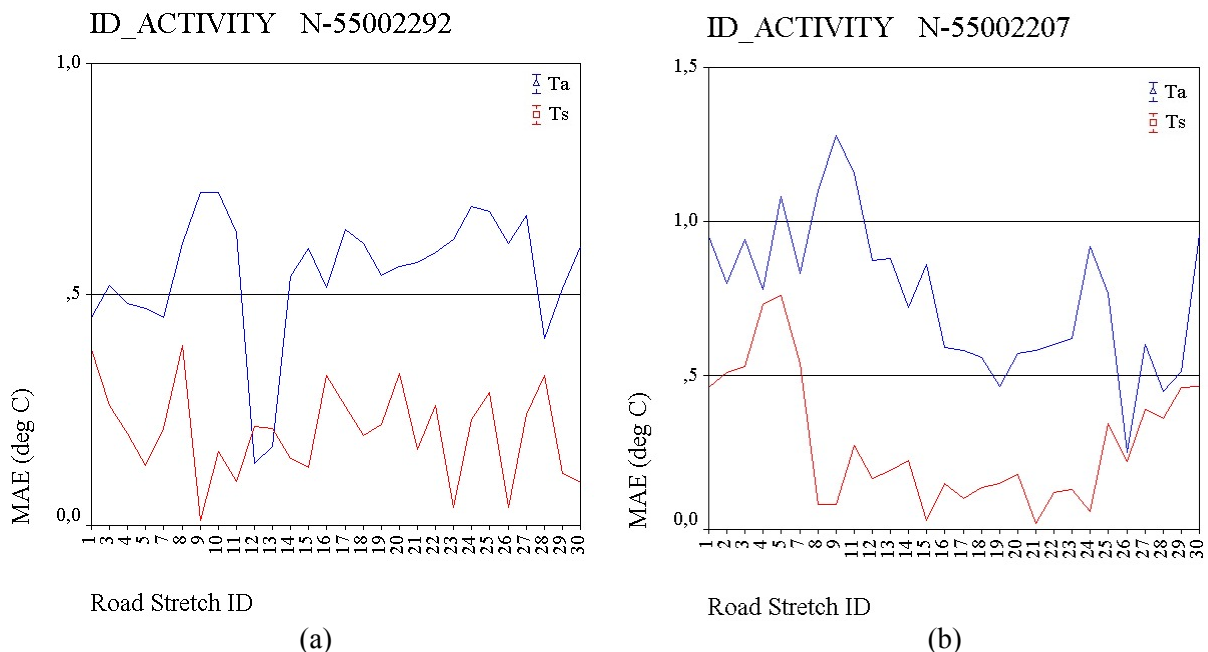 ID_ACTIVITY N-55002292
1,0
Ta
Ts
,5
0,0
MAE (deg C)
1 3 4 5 7 8 9 10 11 12 13 14 15 16 17 18 19 20 21 22 23 24 25 26 27 28 29 30
Road Stretch ID
(a)
ID_ACTIVITY N-55002207
1,5
Ta
Ts
1,0
,5
0,0
MAE (deg C)
1 2 3 4 5 7 8 9 11 12 13 14 15 16 17 18 19 20 21 22 23 24 25 26 27 28 29 30
Road Stretch ID
(b)